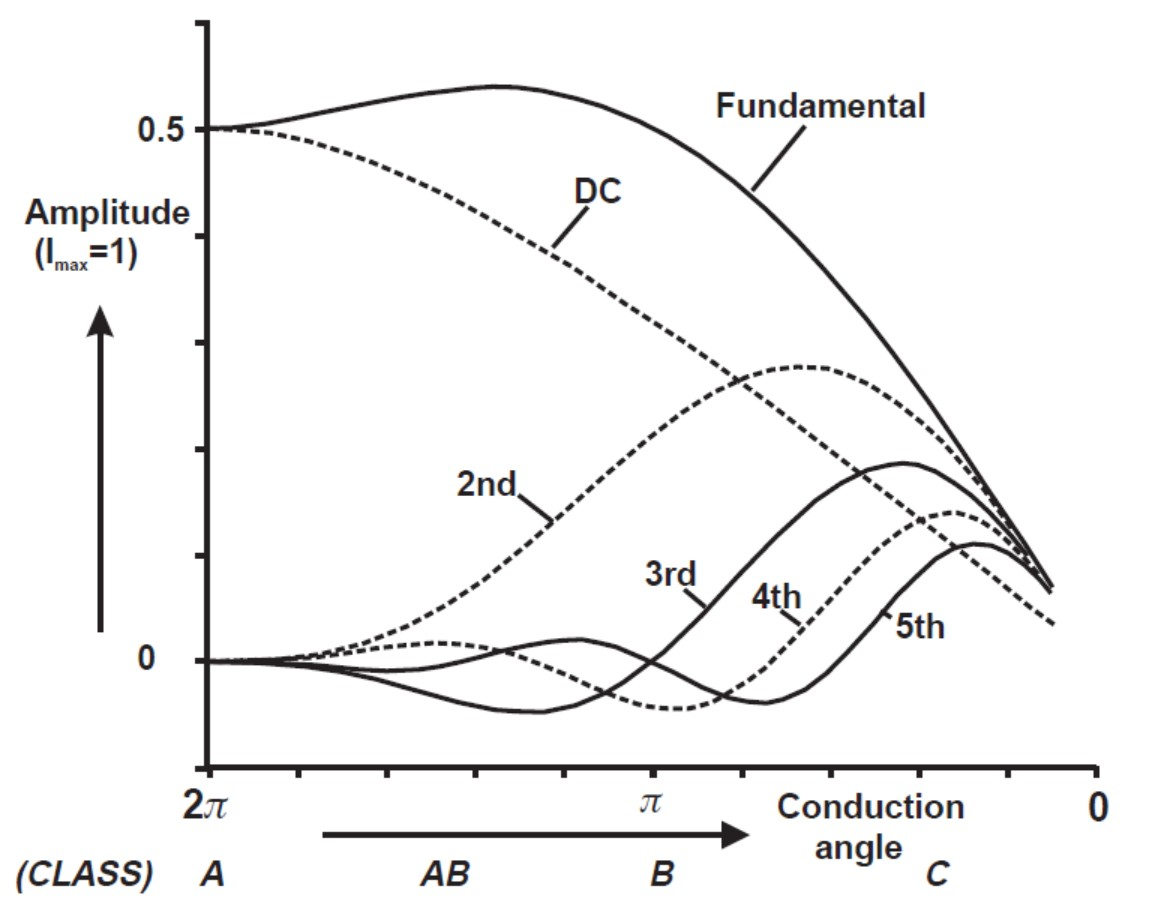 0.5
Fundamental
DC
Amplitude
(Imax=1)
2nd
3rd
4th
5th
0
2π
π
Conduction
angle
0
(CLASS) A AB B C